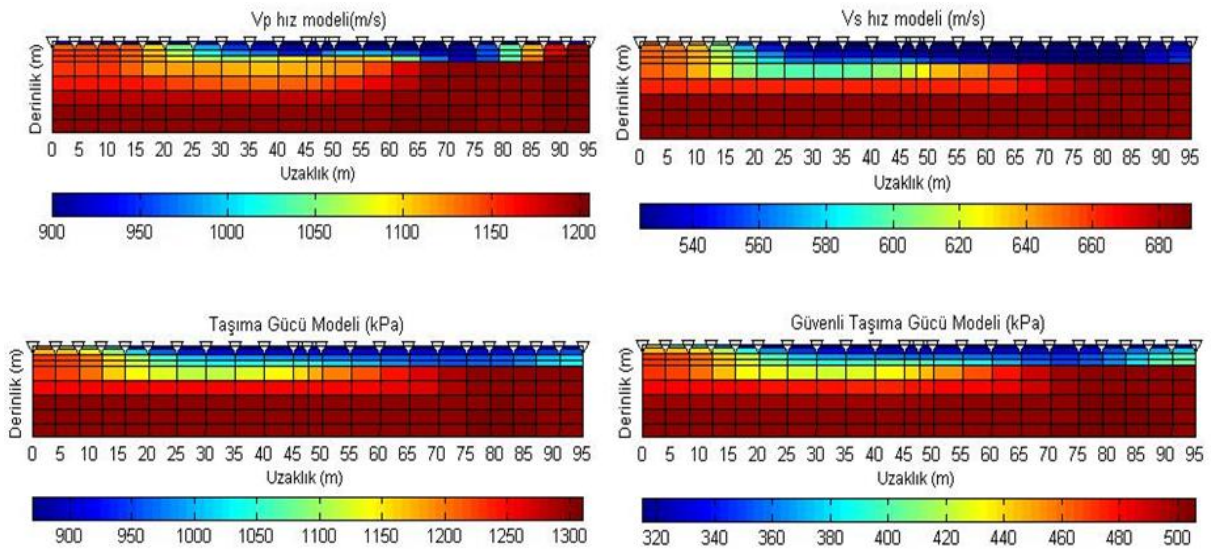 Vp hız modeli(m/s)
Derinlik (m)
0 5 10 15 20 25 30 35 40 45 50 55 60 65 70 75 80 85 90 95
Uzaklık (m)
900 950 1000 1050 1100 1150 1200
Vs hız modeli (m/s)
Derinlik (m)
0 5 10 15 20 25 30 35 40 45 50 55 60 65 70 75 80 85 90 95
Uzaklık (m)
540 560 580 600 620 640 660 680
Taşıma Gücü Modeli (kPa)
Derinlik (m)
0 5 10 15 20 25 30 35 40 45 50 55 60 65 70 75 80 85 90 95
Uzaklık (m)
900 950 1000 1050 1100 1150 1200 1250 1300
Güvenli Taşıma Gücü Modeli (kPa)
Derinlik (m)
0 5 10 15 20 25 30 35 40 45 50 55 60 65 70 75 80 85 90 95
Uzaklık (m)
320 340 360 380 400 420 440 460 480 500